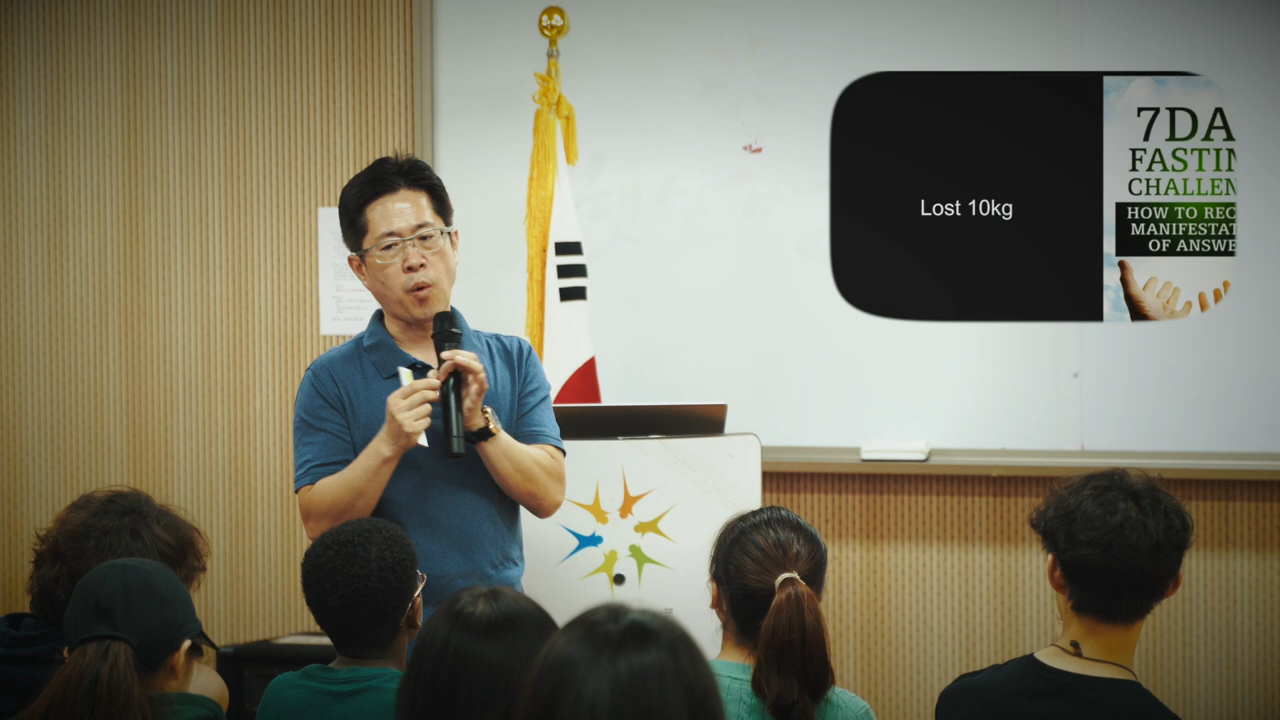 Lost 10kg
7DA
FASTIN
CHALLEN
HOW TO REC
MANIFESTAT
OF ANSWE